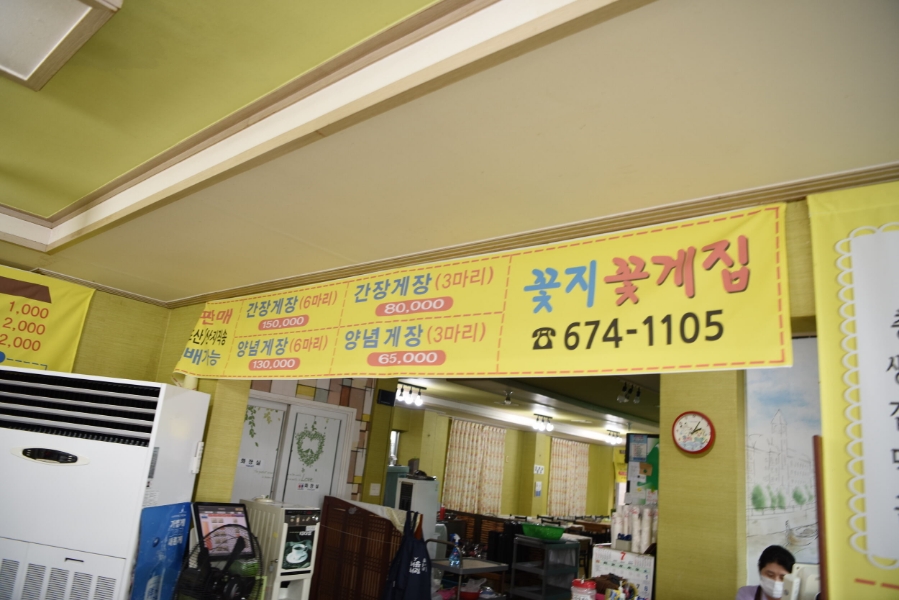 1,000
2,000
2,000
판매
배가능
간장게장(6마리)
150,000
양념게장(6마리)
130,000
간장게장(3마리)
80,000
양념게장(3마리)
65,000
꽃지꽃게집
☎674-1105